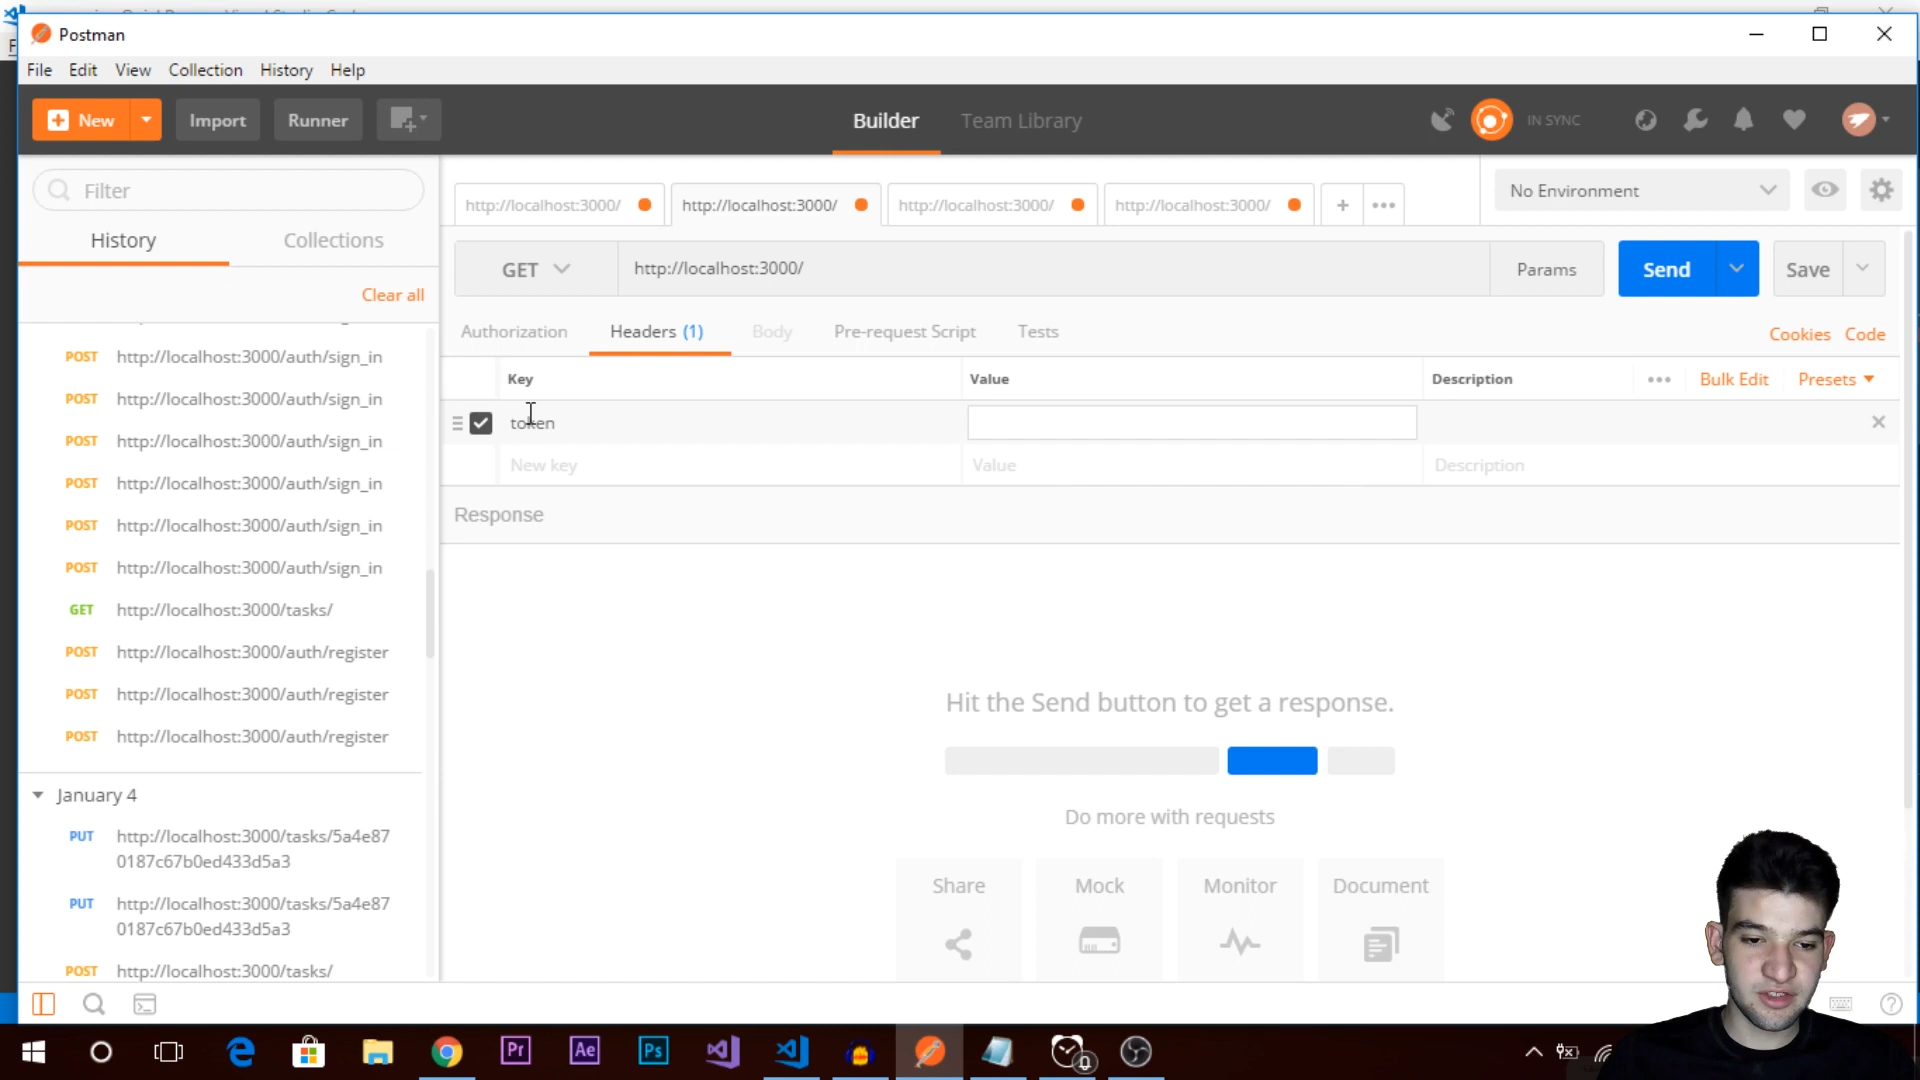 Postman
File Edit View Collection History Help
New Import Runner Builder Team Library IN SYNC
Filter
History Collections
Clear all
POST http://localhost:3000/auth/sign_in
POST http://localhost:3000/auth/sign_in
POST http://localhost:3000/auth/sign_in
POST http://localhost:3000/auth/sign_in
POST http://localhost:3000/auth/sign_in
POST http://localhost:3000/auth/sign_in
GET http://localhost:3000/tasks/
POST http://localhost:3000/auth/register
POST http://localhost:3000/auth/register
POST http://localhost:3000/auth/register
January 4
PUT http://localhost:3000/tasks/5a4e87
0187c67b0ed433d5a3
PUT http://localhost:3000/tasks/5a4e87
0187c67b0ed433d5a3
POST http://localhost:3000/tasks/
http://localhost:3000/ http://localhost:3000/ http://localhost:3000/ http://localhost:3000/ + •••
No Environment
GET http://localhost:3000/ Params Send Save
Authorization Headers (1) Body Pre-request Script Tests Cookies Code
Key Value Description ••• Bulk Edit Presets
token
New key Value Description
Response
Hit the Send button to get a response.
Do more with requests
Share Mock Monitor Document
Pr Ae Ps